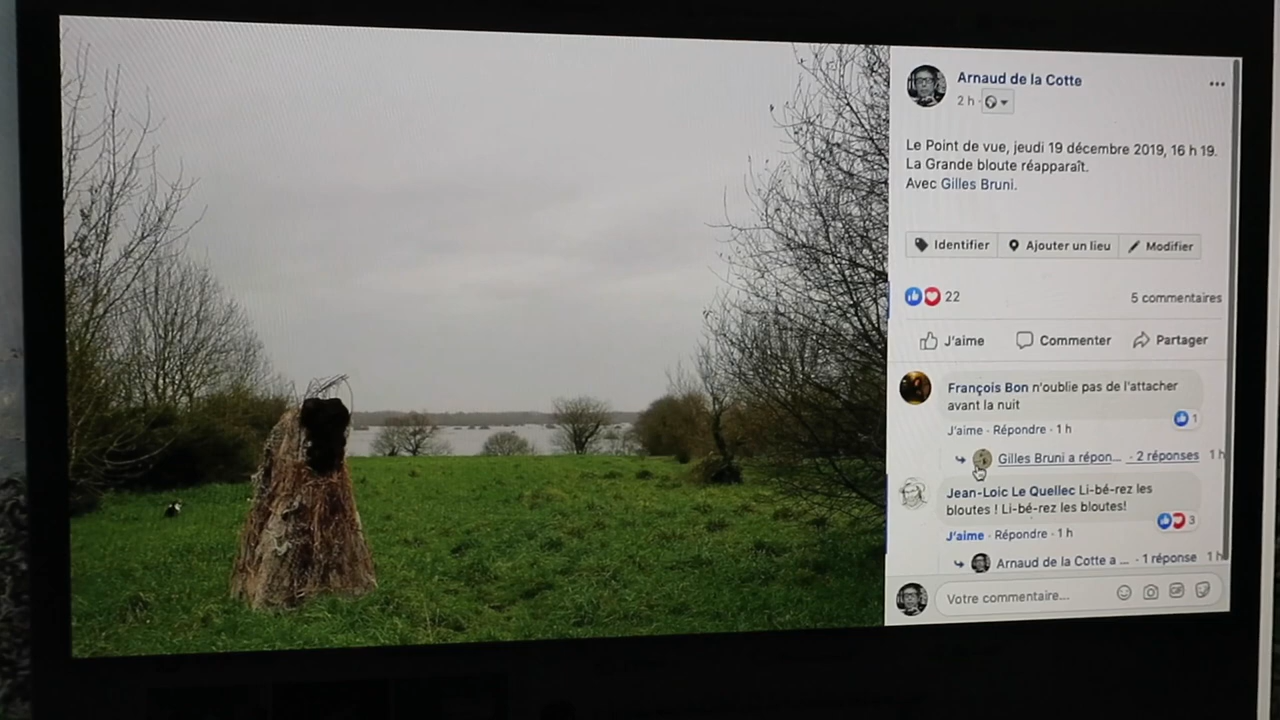 Arnaud de la Cotte
2 h
Le Point de vue, jeudi 19 décembre 2019, 16 h 19.
La Grande bloute réapparaît.
Avec Gilles Bruni.
Identifier
Ajouter un lieu
Modifier
22
5 commentaires
J'aime
Commenter
Partager
François Bon n'oublie pas de l'attacher
avant la nuit
1
J'aime · Répondre · 1 h
Gilles Bruni a répon... · 2 réponses 1 h
Jean-Loic Le Quellec Li-bé-rez les
bloutes ! Li-bé-rez les bloutes!
3
J'aime · Répondre · 1 h
Arnaud de la Cotte a ... · 1 réponse 1 h
Votre commentaire...
GIF